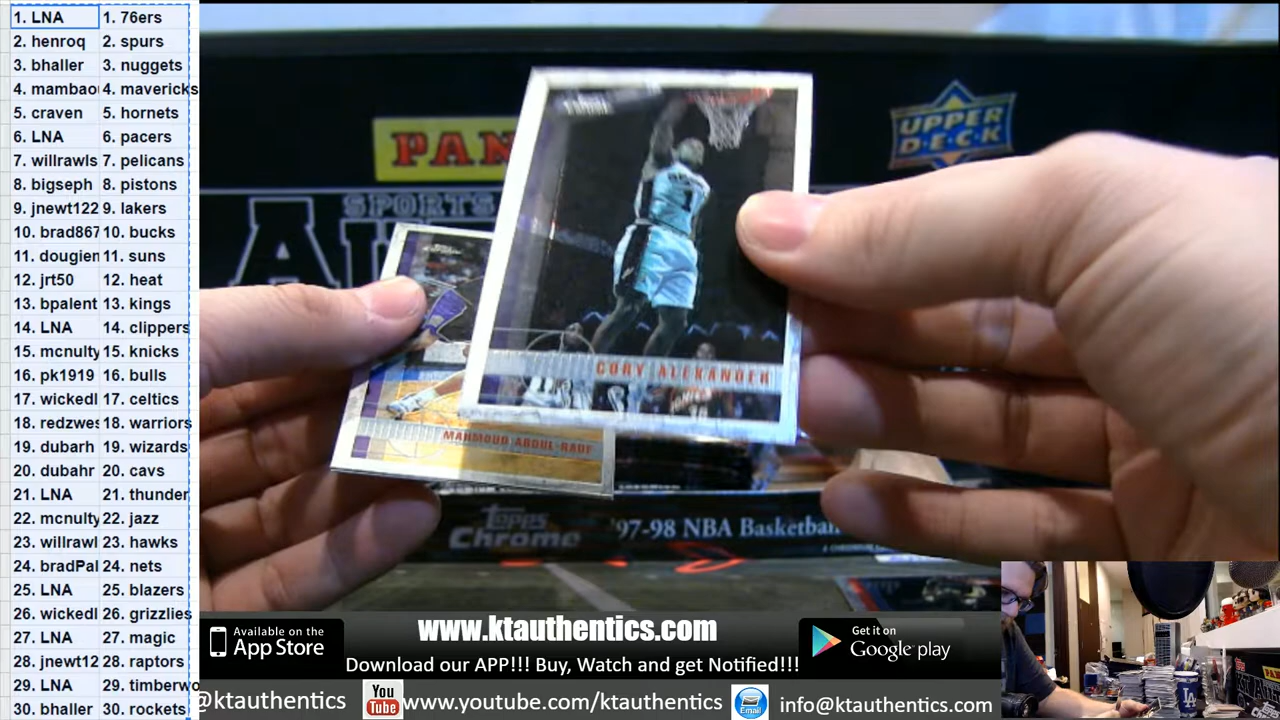 1. LNA 1. 76ers
2. henroq 2. spurs
3. bhaller 3. nuggets
4. mambaou 4. mavericks
5. craven 5. hornets
6. LNA 6. pacers
7. willrawls 7. pelicans
8. bigseph 8. pistons
9. jnewt122 9. lakers
10. brad867 10. bucks
11. dougien 11. suns
12. jrt50 12. heat
13. bpalent 13. kings
14. LNA 14. clippers
15. mcnulty 15. knicks
16. pk1919 16. bulls
17. wickedl 17. celtics
18. redzwes 18. warriors
19. dubarh 19. wizards
20. dubahr 20. cavs
21. LNA 21. thunder
22. mcnulty 22. jazz
23. willrawl 23. hawks
24. bradPal 24. nets
25. LNA 25. blazers
26. wickedl 26. grizzlies
27. LNA 27. magic
28. jnewt12 28. raptors
29. LNA 29. timberwo
30. bhaller 30. rockets
PAN
UPPER
D·E·C·K
SPORTS
1
CORY ALEXANDER
MAHMOUD ABDUL-RAUF
Topps
Chrome
'97-98 NBA Basketball
Available on the
App Store
www.ktauthentics.com
Download our APP!!! Buy, Watch and get Notified!!!
Get it on
Google play
@ktauthentics
You
Tube
www.youtube.com/ktauthentics
Email
info@ktauthentics.com
LA